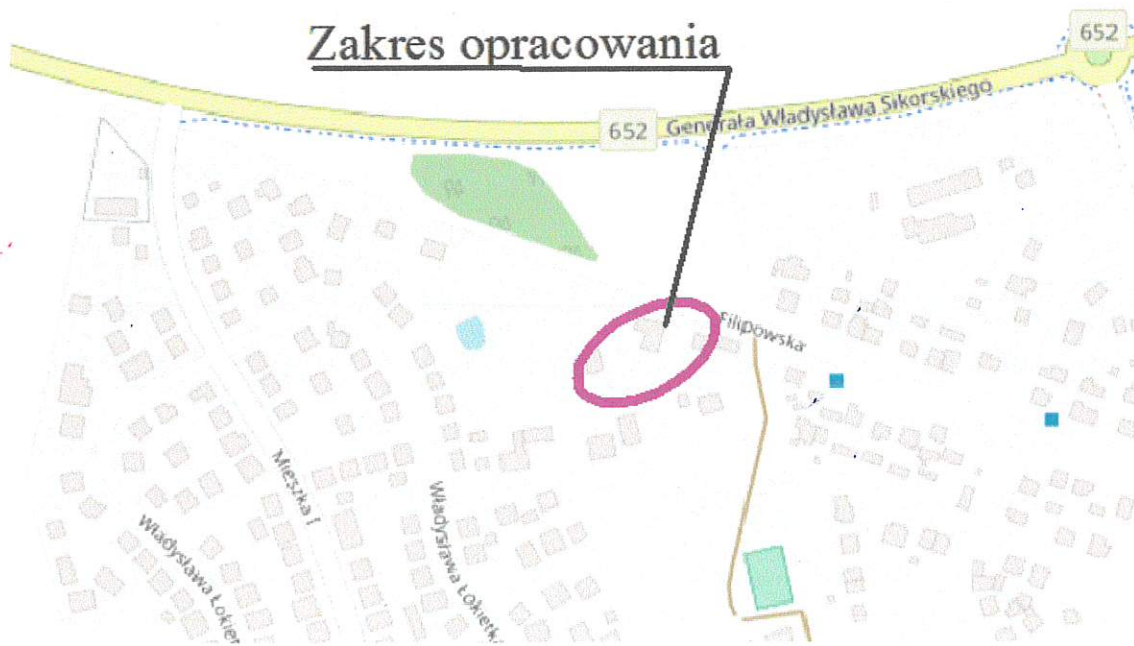 652
Zakres opracowania
652
Generała Władysława Sikorskiego
Filipowska
Mieszka I
Władysława Łokietka
Władysława Łokiet